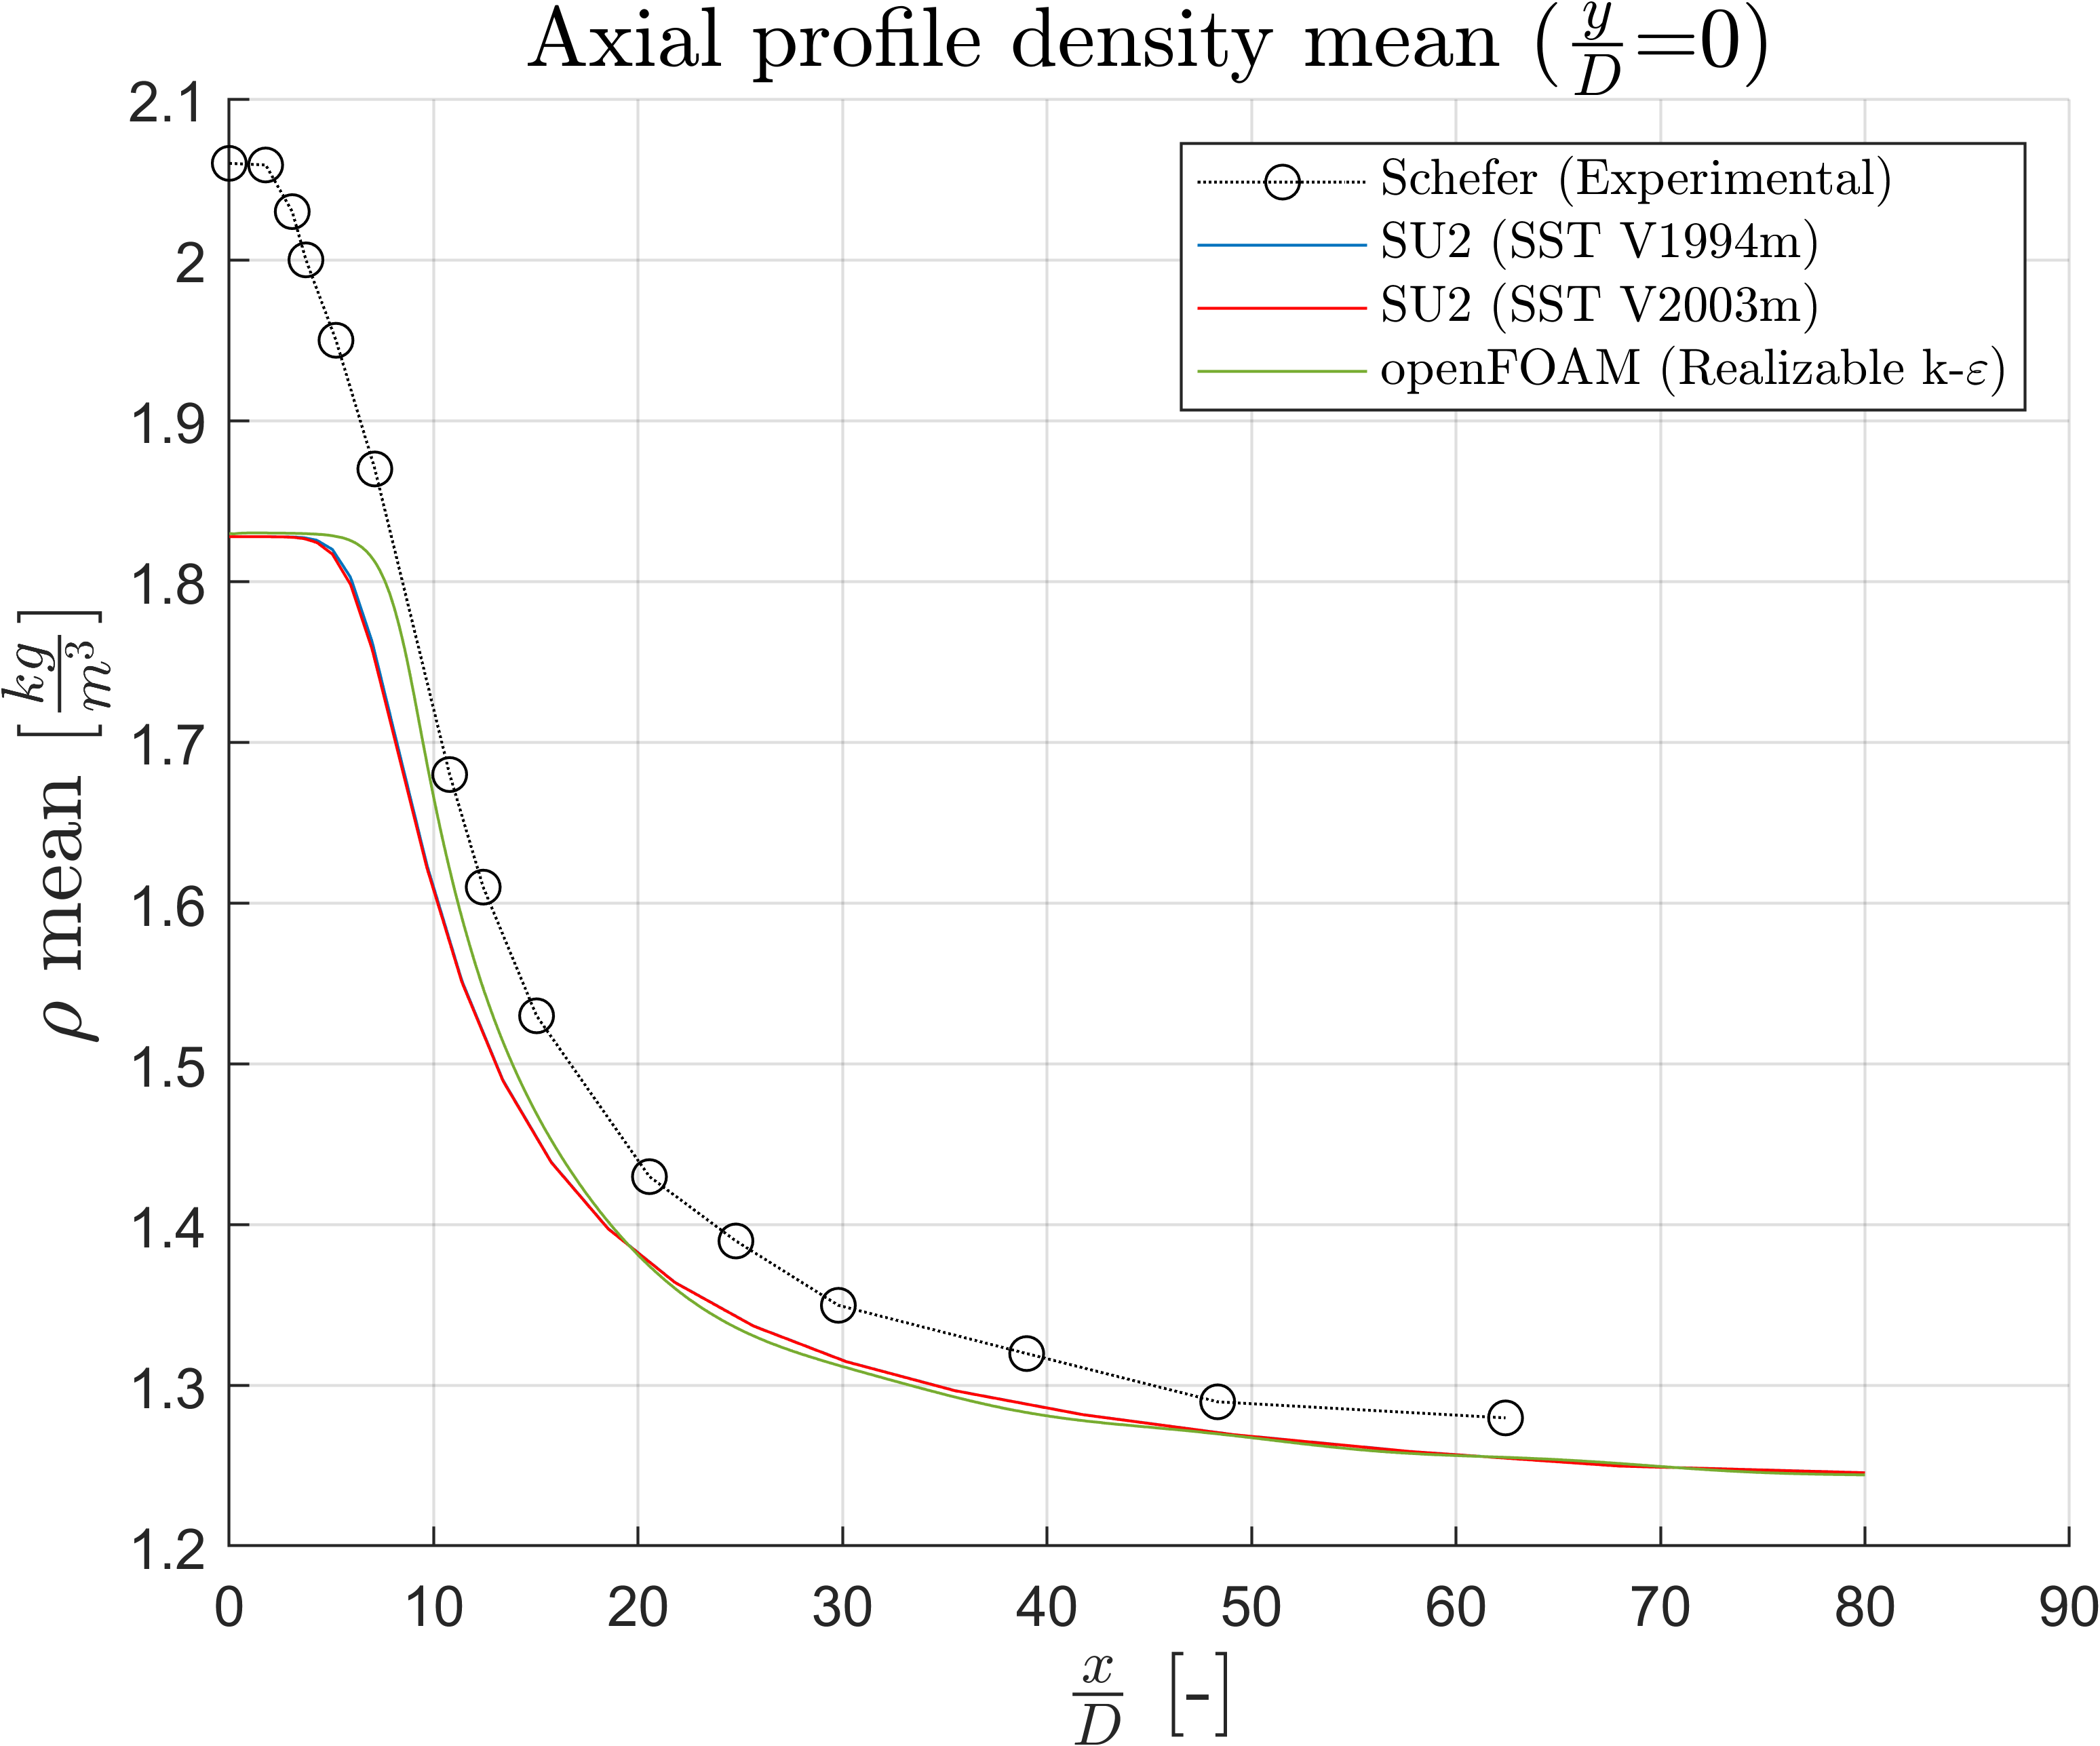 Axial profile density mean (y/D=0)
2.1
2
1.9
1.8
1.7
1.6
1.5
1.4
1.3
1.2
ρ mean [kg/m³]
Schefer (Experimental)
SU2 (SST V1994m)
SU2 (SST V2003m)
openFOAM (Realizable k-ε)
0 10 20 30 40 50 60 70 80 90
x/D [-]